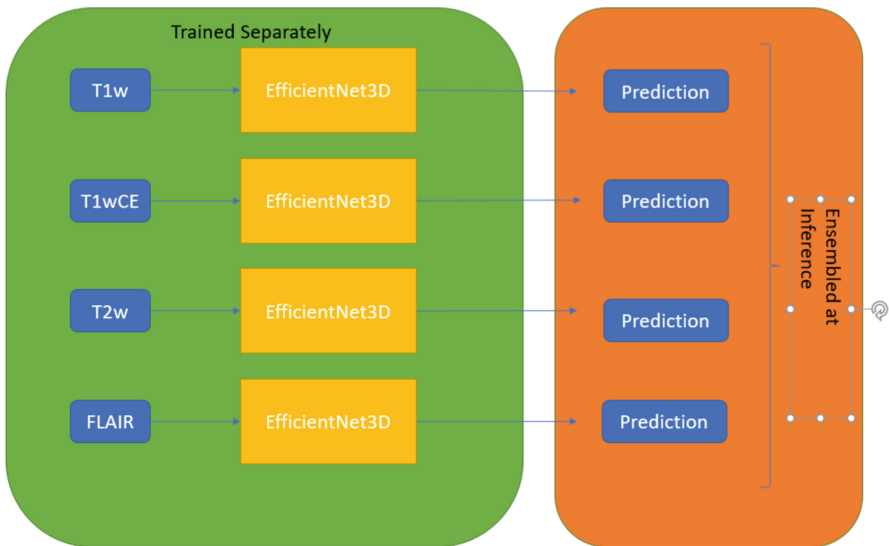 Trained Separately
T1w
EfficientNet3D
Prediction
T1wCE
EfficientNet3D
Prediction
T2w
EfficientNet3D
Prediction
FLAIR
EfficientNet3D
Prediction
Ensembled at
Inference